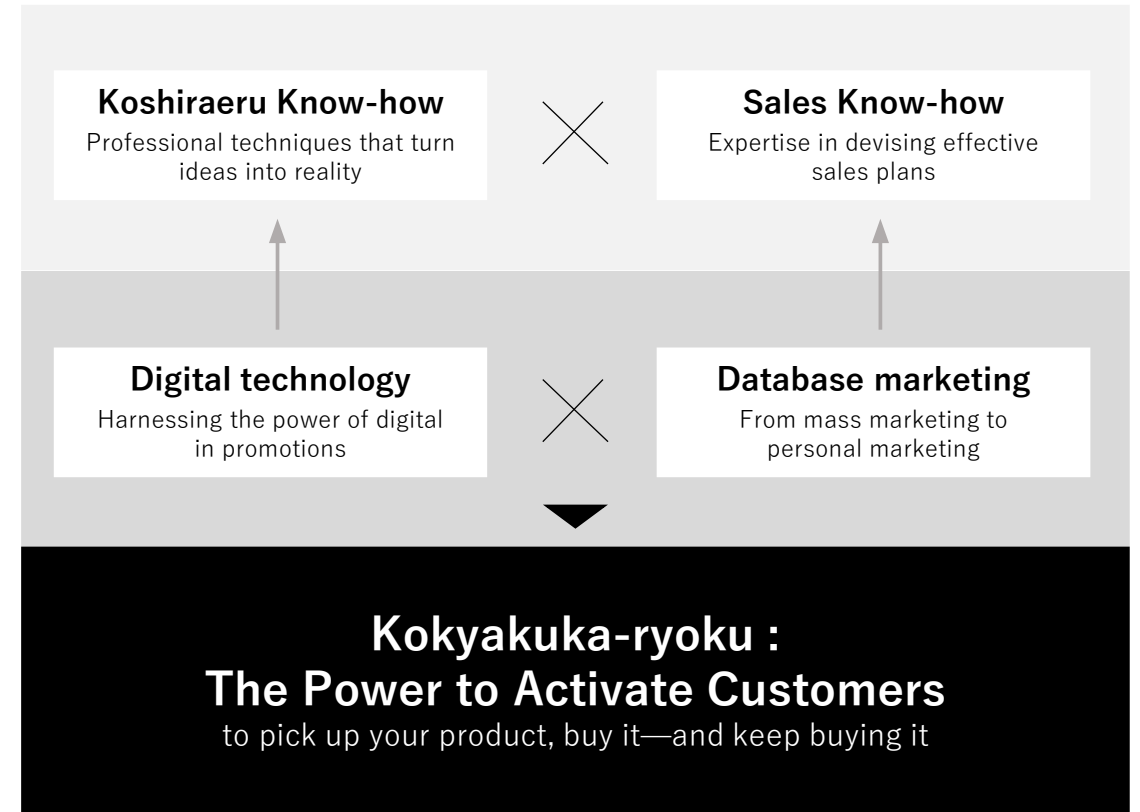 Koshiraeru Know-how
Professional techniques that turn
ideas into reality
Sales Know-how
Expertise in devising effective
sales plans
Digital technology
Harnessing the power of digital
in promotions
Database marketing
From mass marketing to
personal marketing
Kokyakuka-ryoku :
The Power to Activate Customers
to pick up your product, buy it—and keep buying it